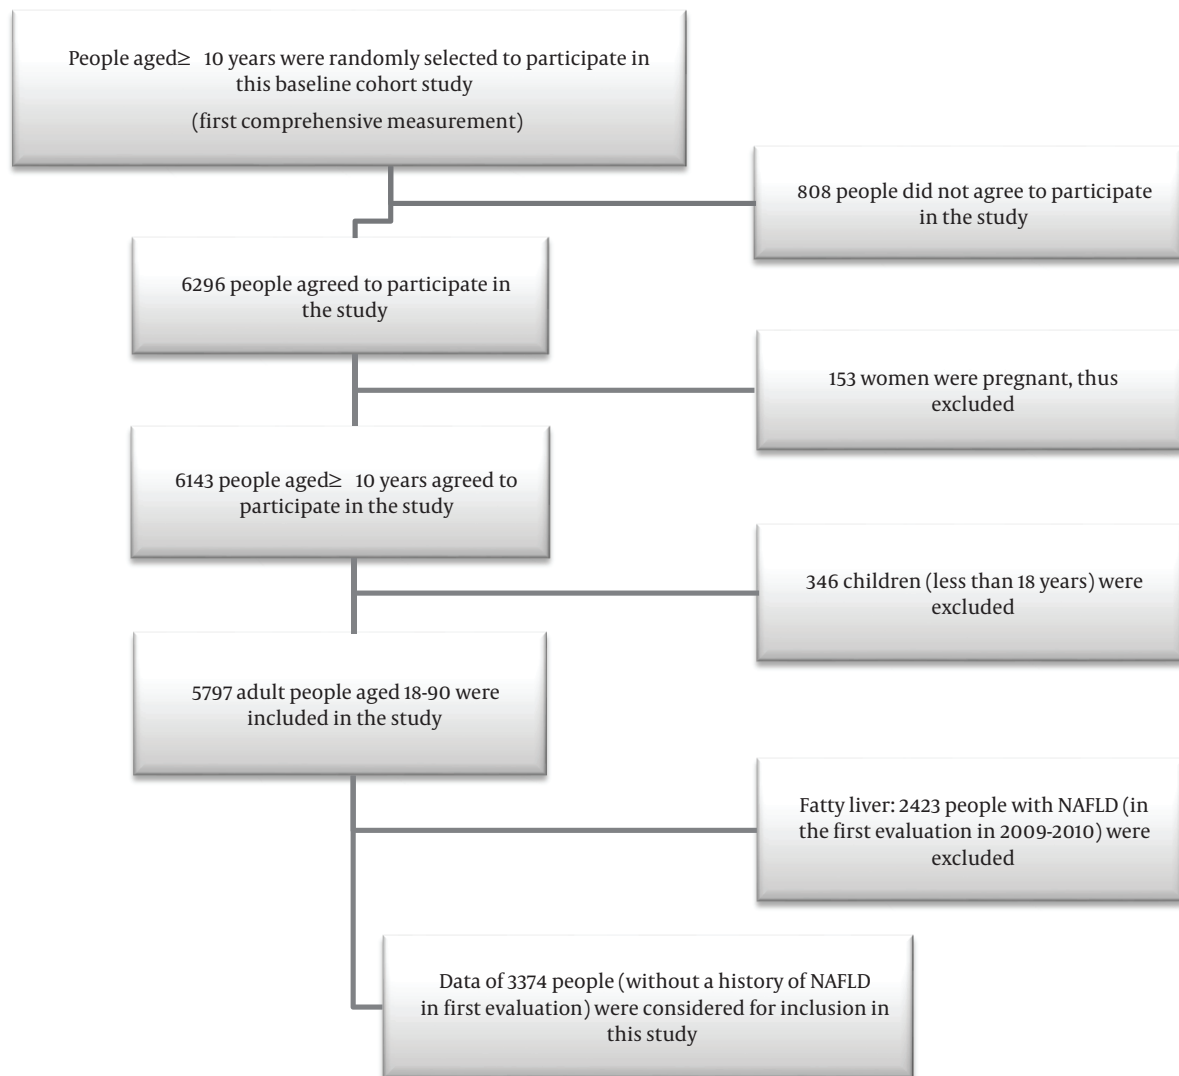 People aged≥ 10 years were randomly selected to participate in
this baseline cohort study
(first comprehensive measurement)
808 people did not agree to participate
in the study
6296 people agreed to participate in
the study
153 women were pregnant, thus
excluded
6143 people aged≥ 10 years agreed to
participate in the study
346 children (less than 18 years) were
excluded
5797 adult people aged 18-90 were
included in the study
Fatty liver: 2423 people with NAFLD (in
the first evaluation in 2009-2010) were
excluded
Data of 3374 people (without a history of NAFLD
in first evaluation) were considered for inclusion in
this study